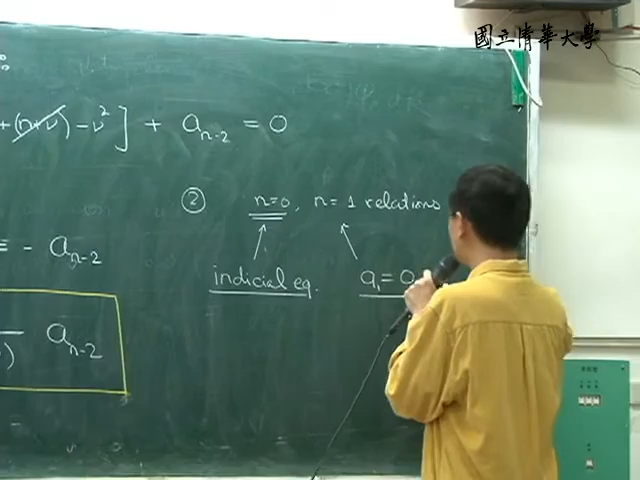 國立清華大學
+(n+ν) - ν²] + aₙ₋₂ = 0
② n=0, n=1 relations
= - aₙ₋₂
indicial eq. a₁=0
) aₙ₋₂